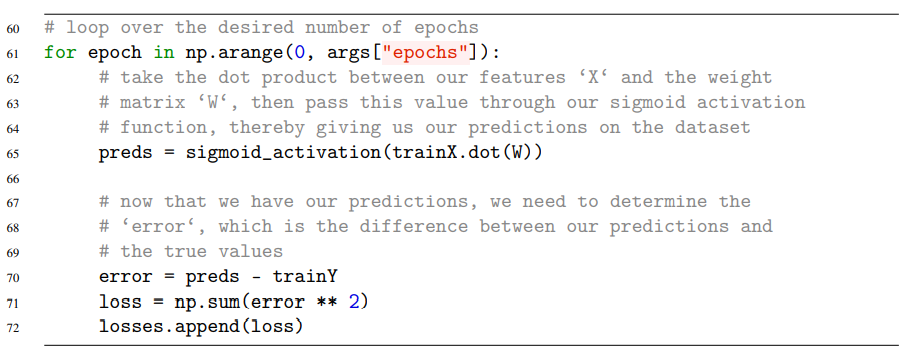 60 # loop over the desired number of epochs
61 for epoch in np.arange(0, args["epochs"]):
62 # take the dot product between our features ‘X‘ and the weight
63 # matrix ‘W‘, then pass this value through our sigmoid activation
64 # function, thereby giving us our predictions on the dataset
65 preds = sigmoid_activation(trainX.dot(W))
66
67 # now that we have our predictions, we need to determine the
68 # ‘error‘, which is the difference between our predictions and
69 # the true values
70 error = preds - trainY
71 loss = np.sum(error ** 2)
72 losses.append(loss)